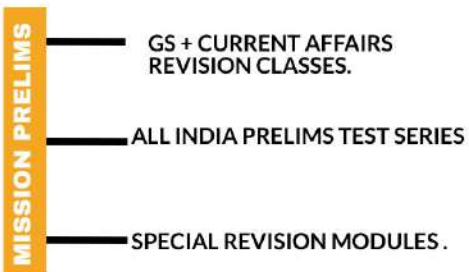 MISSION PRELIMS
GS + CURRENT AFFAIRS
REVISION CLASSES.
ALL INDIA PRELIMS TEST SERIES
SPECIAL REVISION MODULES .